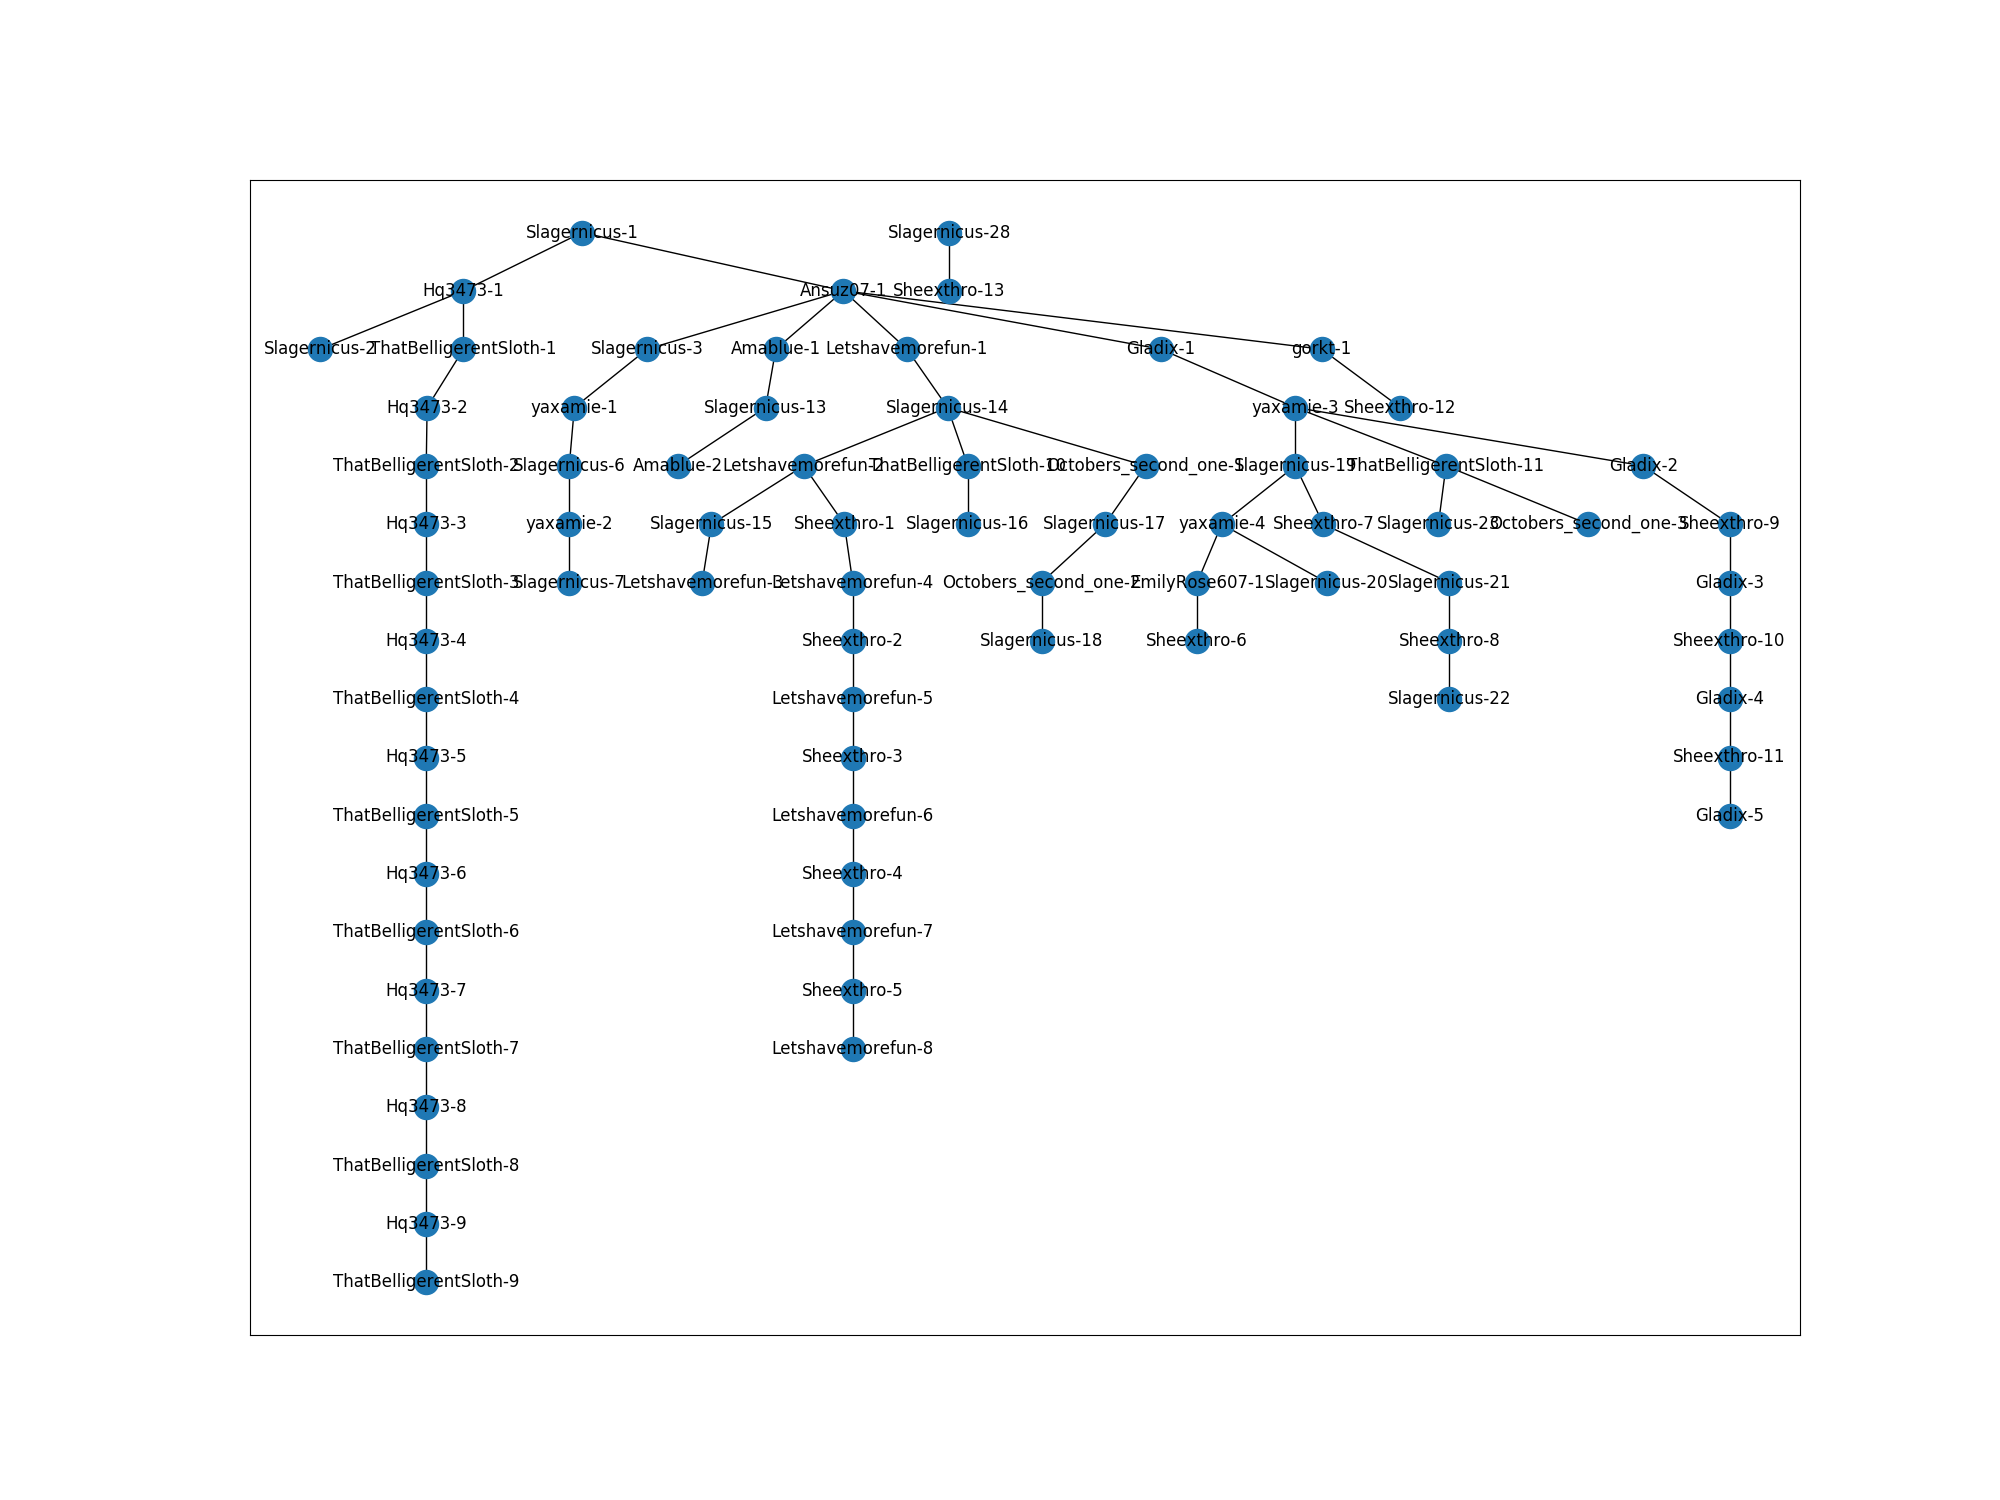 Slagernicus-1 Slagernicus-28
Hq3473-1 Ansuz07-1 Sheexthro-13
Slagernicus-2 ThatBelligerentSloth-1 Slagernicus-3 Amablue-1 Letshavemorefun-1 Gladix-1 gorkt-1
Hq3473-2 yaxamie-1 Slagernicus-13 Slagernicus-14 yaxamie-3 Sheexthro-12
ThatBelligerentSloth-2 Slagernicus-6 Amablue-2 Letshavemorefun-2 ThatBelligerentSloth-10 Octobers_second_one-1 Slagernicus-19 ThatBelligerentSloth-11 Gladix-2
Hq3473-3 yaxamie-2 Slagernicus-15 Sheexthro-1 Slagernicus-16 Slagernicus-17 yaxamie-4 Sheexthro-7 Slagernicus-23 Octobers_second_one-3 Sheexthro-9
ThatBelligerentSloth-3 Slagernicus-7 Letshavemorefun-3 Letshavemorefun-4 Octobers_second_one-2 EmilyRose607-1 Slagernicus-20 Slagernicus-21 Gladix-3
Hq3473-4 Sheexthro-2 Slagernicus-18 Sheexthro-6 Sheexthro-8 Sheexthro-10
ThatBelligerentSloth-4 Letshavemorefun-5 Slagernicus-22 Gladix-4
Hq3473-5 Sheexthro-3 Sheexthro-11
ThatBelligerentSloth-5 Letshavemorefun-6 Gladix-5
Hq3473-6 Sheexthro-4
ThatBelligerentSloth-6 Letshavemorefun-7
Hq3473-7 Sheexthro-5
ThatBelligerentSloth-7 Letshavemorefun-8
Hq3473-8
ThatBelligerentSloth-8
Hq3473-9
ThatBelligerentSloth-9